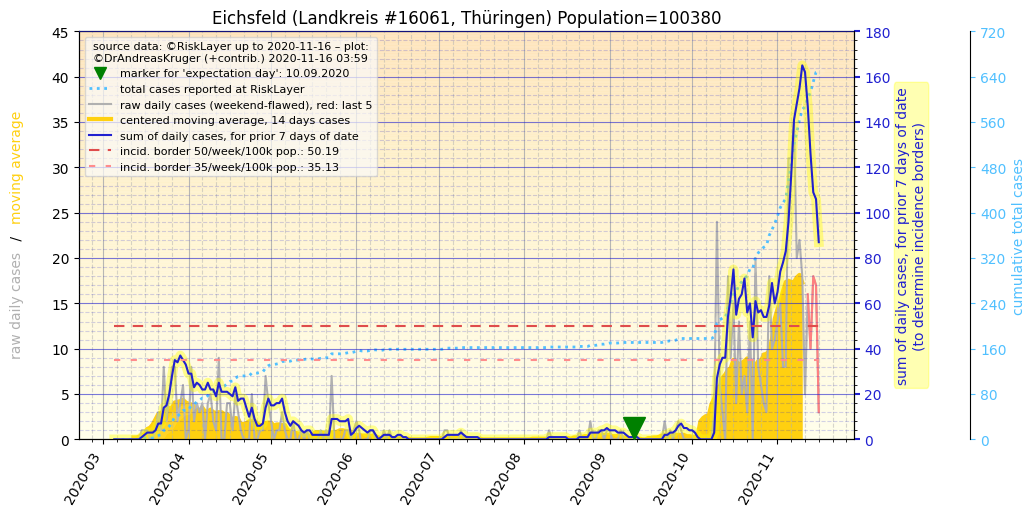 Eichsfeld (Landkreis #16061, Thüringen) Population=100380
source data: ©RiskLayer up to 2020-11-16 – plot:
©DrAndreasKruger (+contrib.) 2020-11-16 03:59
marker for 'expectation day': 10.09.2020
total cases reported at RiskLayer
raw daily cases (weekend-flawed), red: last 5
centered moving average, 14 days cases
sum of daily cases, for prior 7 days of date
incid. border 50/week/100k pop.: 50.19
incid. border 35/week/100k pop.: 35.13
raw daily cases / moving average
45
40
35
30
25
20
15
10
5
0
2020-03
2020-04
2020-05
2020-06
2020-07
2020-08
2020-09
2020-10
2020-11
180
160
140
120
100
80
60
40
20
0
sum of daily cases, for prior 7 days of date
(to determine incidence borders)
720
640
560
480
400
320
240
160
80
0
cumulative total cases